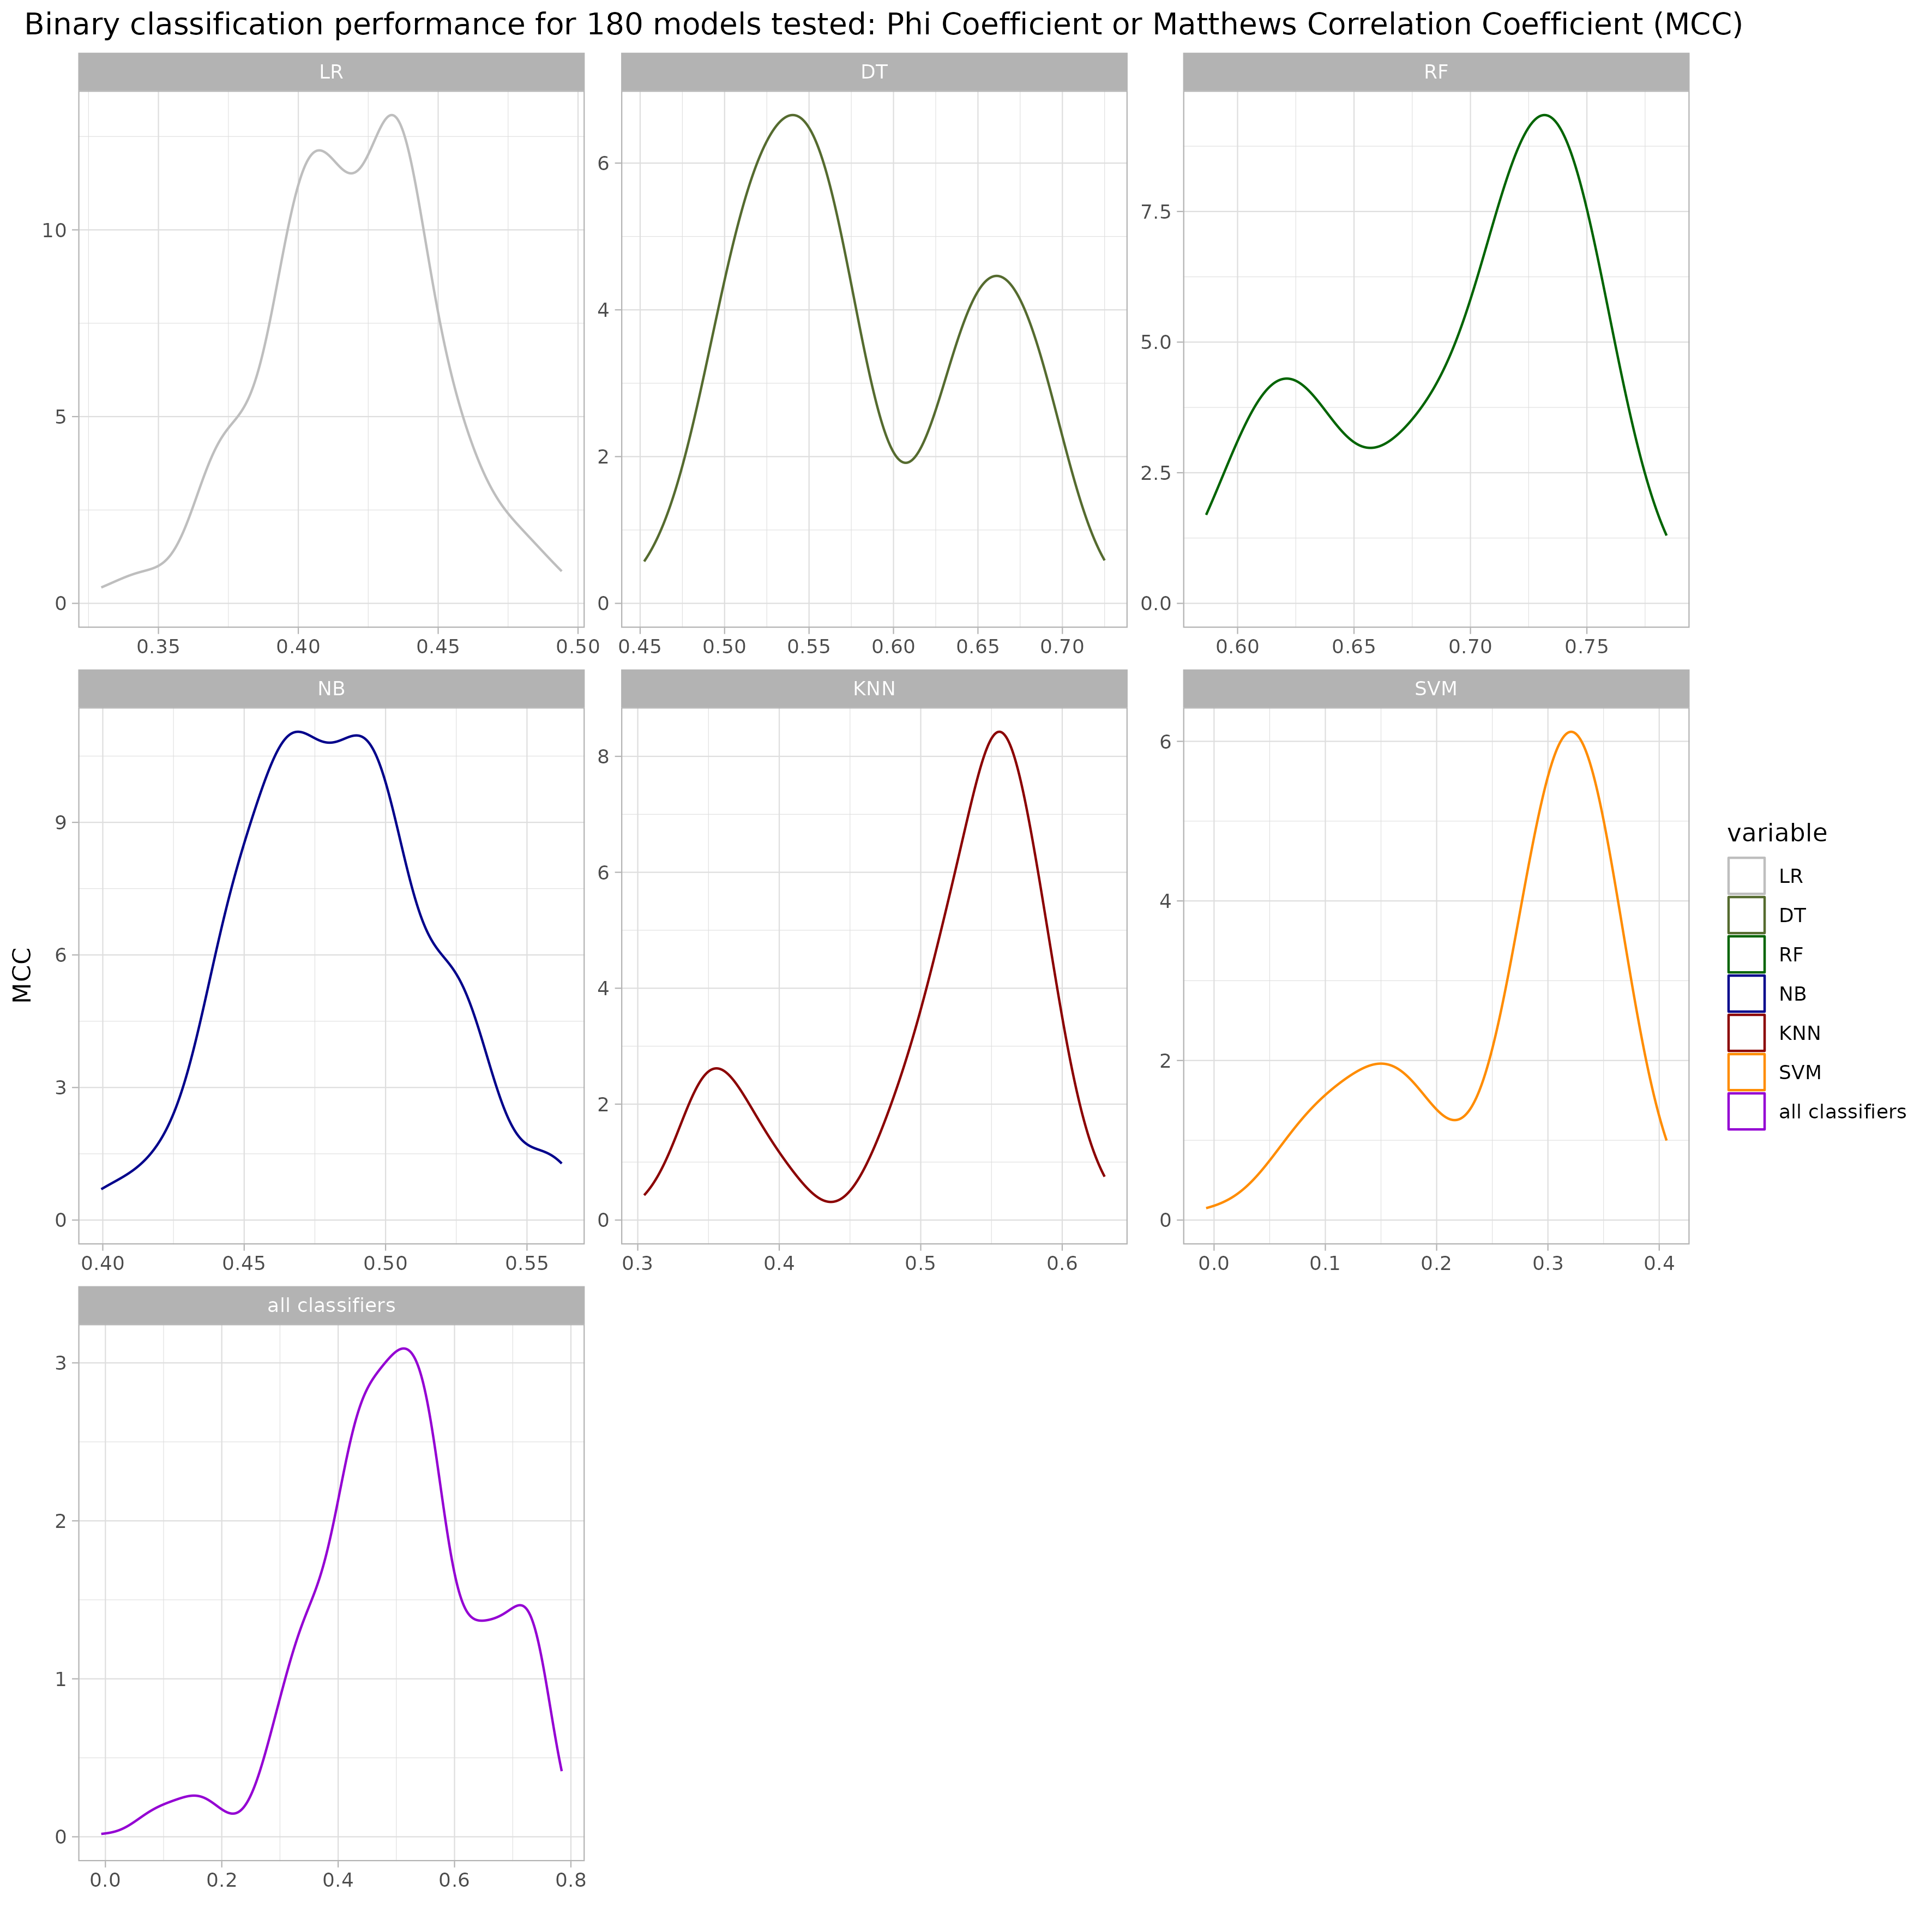 Binary classification performance for 180 models tested: Phi Coefficient or Matthews Correlation Coefficient (MCC)
LR
DT
RF
10
5
0
6
4
2
0
7.5
5.0
2.5
0.0
0.35 0.40 0.45 0.50
0.45 0.50 0.55 0.60 0.65 0.70
0.60 0.65 0.70 0.75
NB
KNN
SVM
9
6
3
0
8
6
4
2
0
6
4
2
0
0.40 0.45 0.50 0.55
0.3 0.4 0.5 0.6
0.0 0.1 0.2 0.3 0.4
MCC
all classifiers
3
2
1
0
0.0 0.2 0.4 0.6 0.8
variable
LR
DT
RF
NB
KNN
SVM
all classifiers